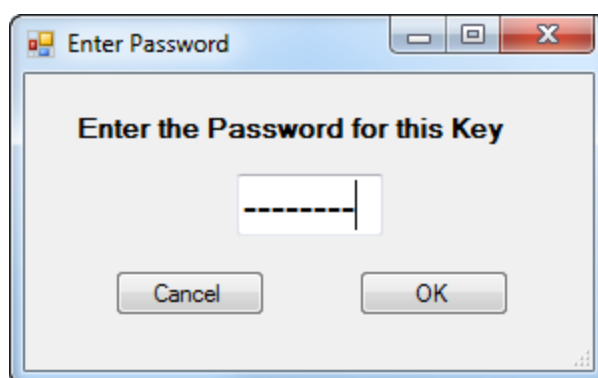 Enter Password
Enter the Password for this Key
--------
Cancel OK